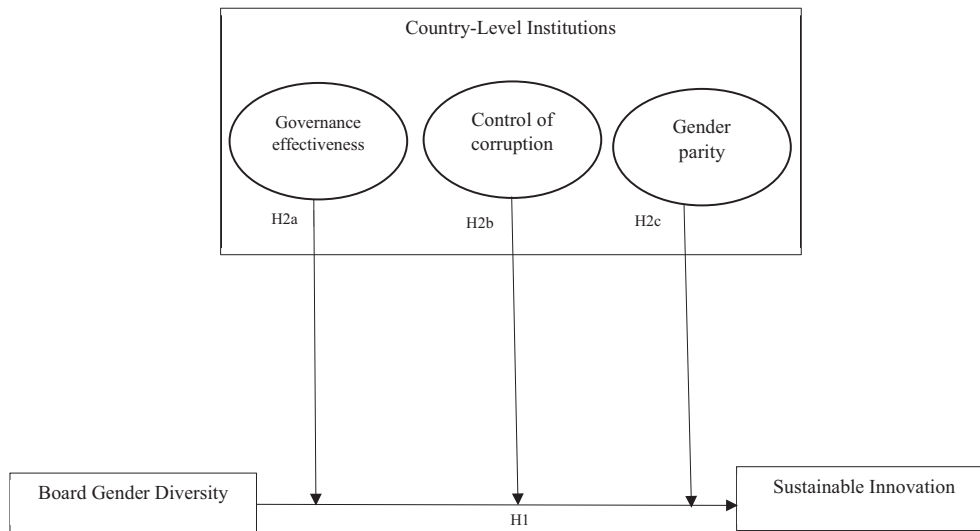 Country-Level Institutions
Governance
effectiveness
Control of
corruption
Gender
parity
H2a
H2b
H2c
Board Gender Diversity
H1
Sustainable Innovation